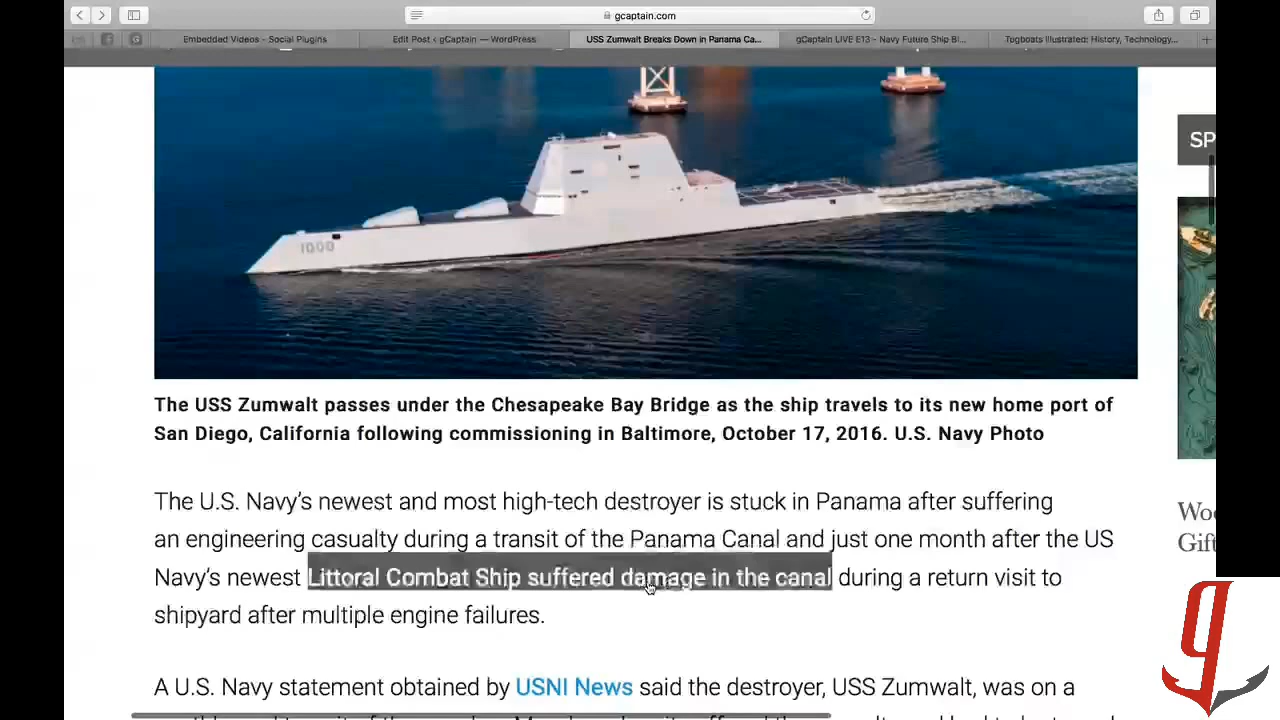 gcaptain.com
Embedded Videos - Social Plugins
Edit Post ‹ gCaptain — WordPress
USS Zumwalt Breaks Down in Panama Ca...
gCaptain LIVE E13 - Navy Future Ship Bl...
Tugboats Illustrated: History, Technology...
SP
1000
The USS Zumwalt passes under the Chesapeake Bay Bridge as the ship travels to its new home port of
San Diego, California following commissioning in Baltimore, October 17, 2016. U.S. Navy Photo
The U.S. Navy's newest and most high-tech destroyer is stuck in Panama after suffering
an engineering casualty during a transit of the Panama Canal and just one month after the US
Navy's newest Littoral Combat Ship suffered damage in the canal during a return visit to
shipyard after multiple engine failures.
A U.S. Navy statement obtained by USNI News said the destroyer, USS Zumwalt, was on a
Woo
Gift